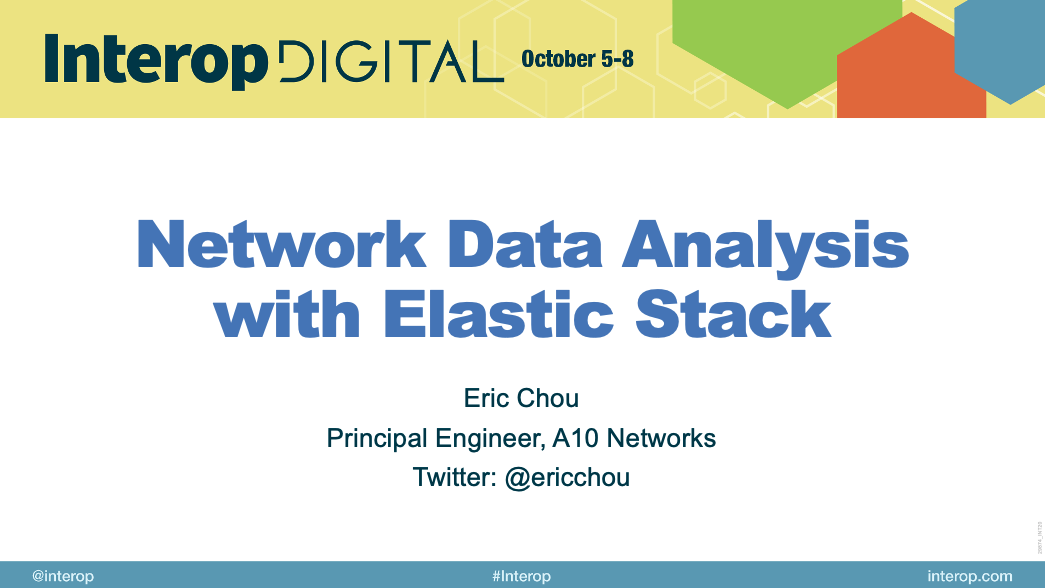 Interop DIGITAL October 5-8
Network Data Analysis
with Elastic Stack
Eric Chou
Principal Engineer, A10 Networks
Twitter: @ericchou
@interop #Interop interop.com